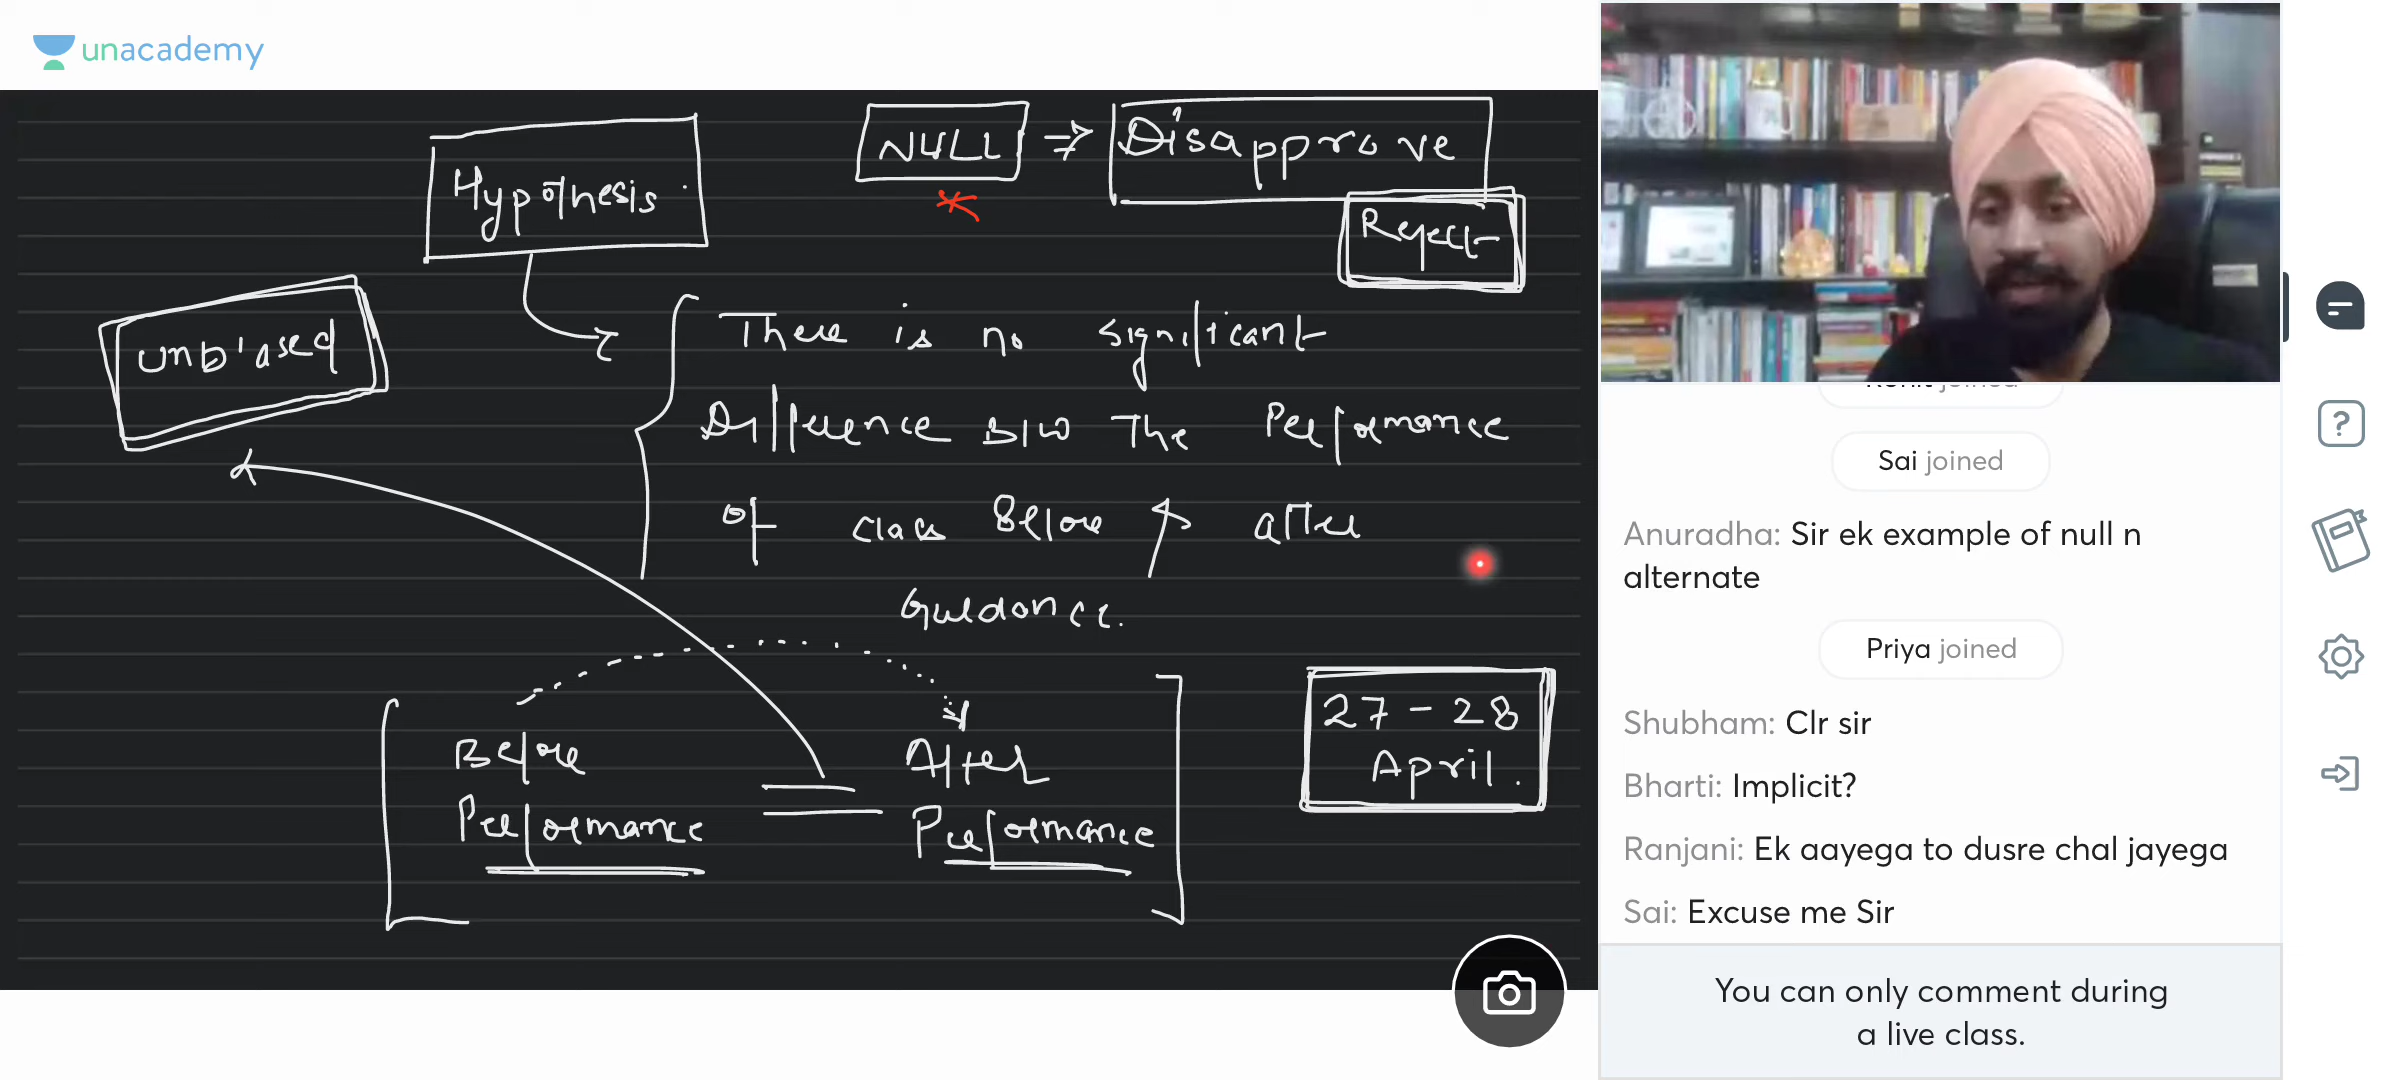 unacademy
NULL ⇒ Disapprove
Reject
Hypothesis
unbiased
There is no significant
Difference B/w The Performance
of class Before & after
Guidance.
Before
Performance
=
After
Performance
27 - 28
April.
joined
Sai joined
Anuradha: Sir ek example of null n
alternate
Priya joined
Shubham: Clr sir
Bharti: Implicit?
Ranjani: Ek aayega to dusre chal jayega
Sai: Excuse me Sir
You can only comment during
a live class.